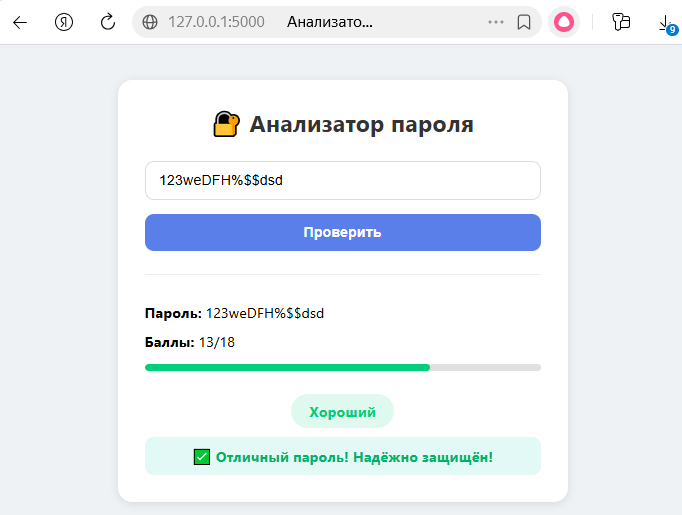 Я 127.0.0.1:5000 Анализато... 9
Анализатор пароля
123weDFH%$$dsd
Проверить
Пароль: 123weDFH%$$dsd
Баллы: 13/18
Хороший
Отличный пароль! Надёжно защищён!